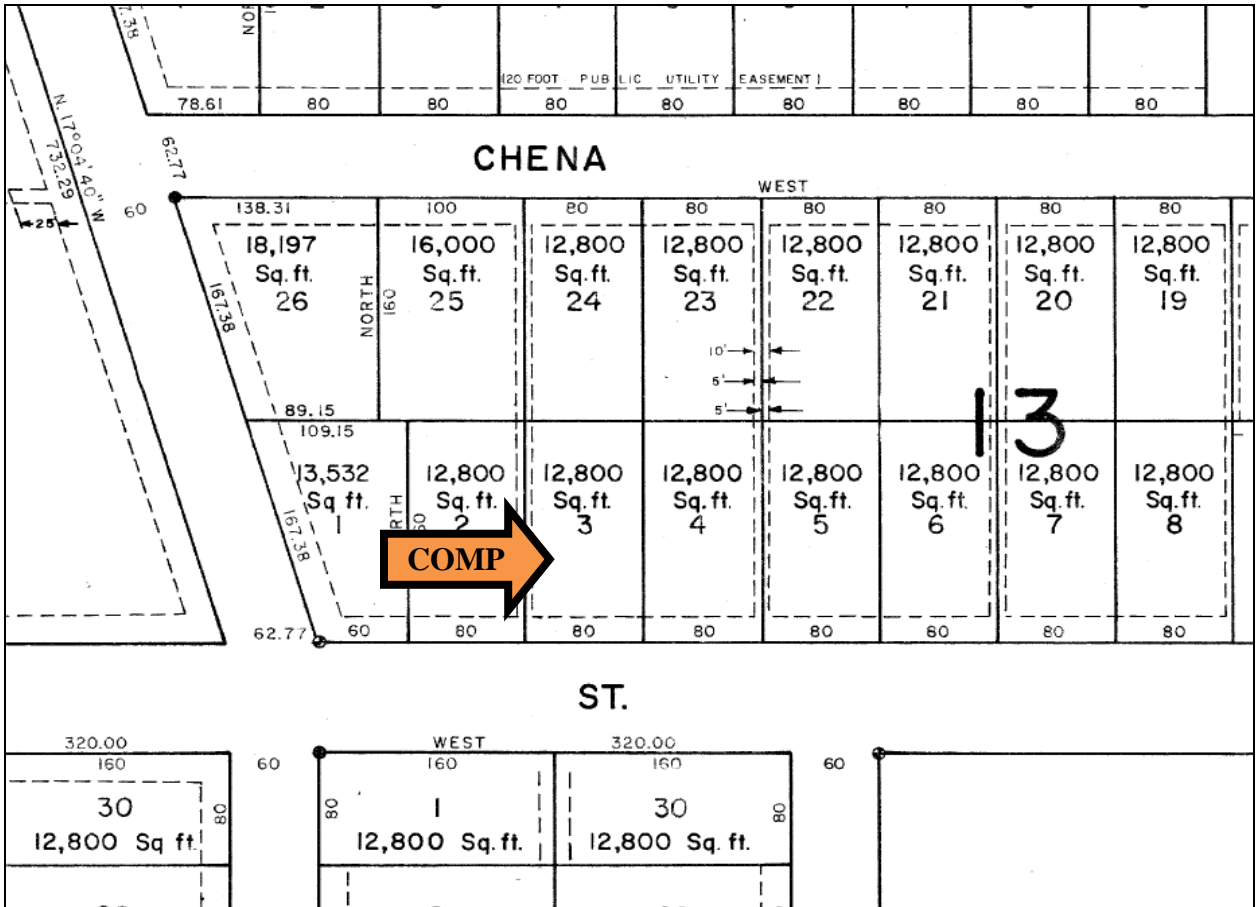 7.38
NOR
(20 FOOT PUBLIC UTILITY EASEMENT)
78.61 80 80 80 80 80 80 80 80
N. 17°04'40" W
732.29
62.77
CHENA
WEST
60
25
138.31 100 80 80 80 80 80 80
18,197 16,000 12,800 12,800 12,800 12,800 12,800 12,800
Sq.ft. Sq.ft. Sq.ft. Sq.ft. Sq.ft. Sq.ft. Sq.ft. Sq.ft.
26 25 24 23 22 21 20 19
167.38
NORTH
160
10'
5'
5'
13
89.15
109.15
13,532 12,800 12,800 12,800 12,800 12,800 12,800 12,800
Sq ft. Sq.ft. Sq.ft. Sq.ft. Sq.ft. Sq.ft. Sq.ft. Sq.ft.
1 2 3 4 5 6 7 8
167.38
RTH
60
COMP
62.77 60 80 80 80 80 80 80 80
ST.
320.00 WEST 320.00
160 60 160 160 60
30 80 80 1 30 80
12,800 Sq ft. 12,800 Sq.ft. 12,800 Sq. ft.